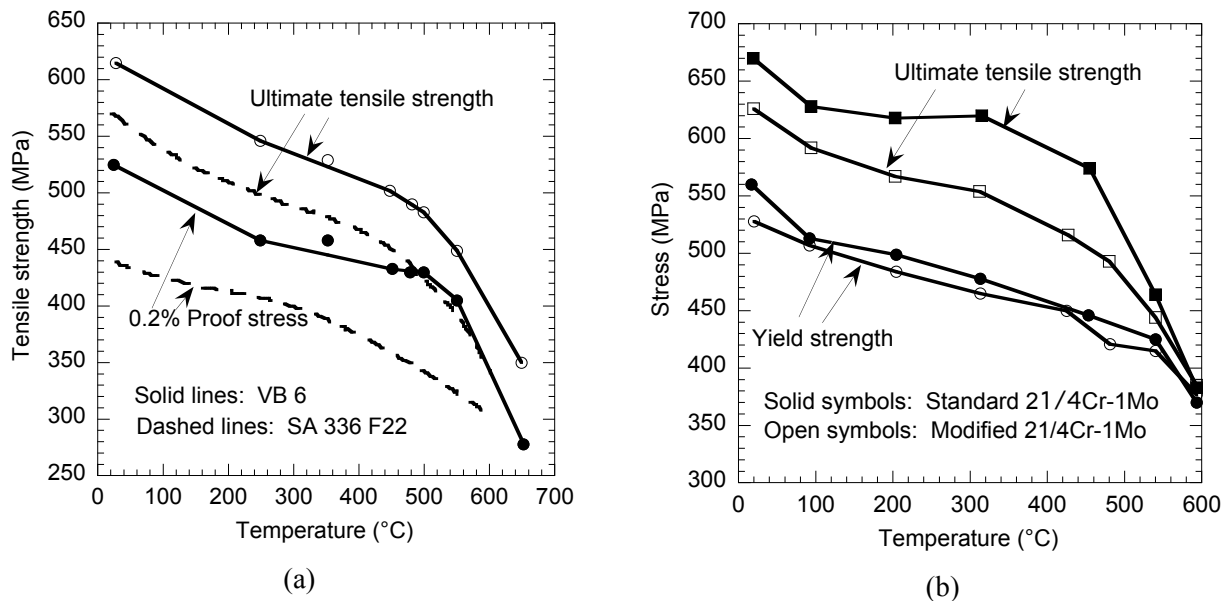 650
600
550
500
450
400
350
300
250
Tensile strength (MPa)
Ultimate tensile strength
0.2% Proof stress
Solid lines: VB 6
Dashed lines: SA 336 F22
0 100 200 300 400 500 600 700
Temperature (°C)
(a)
700
650
600
550
500
450
400
350
300
Stress (MPa)
Ultimate tensile strength
Yield strength
Solid symbols: Standard 21/4Cr-1Mo
Open symbols: Modified 21/4Cr-1Mo
0 100 200 300 400 500 600
Temperature (°C)
(b)